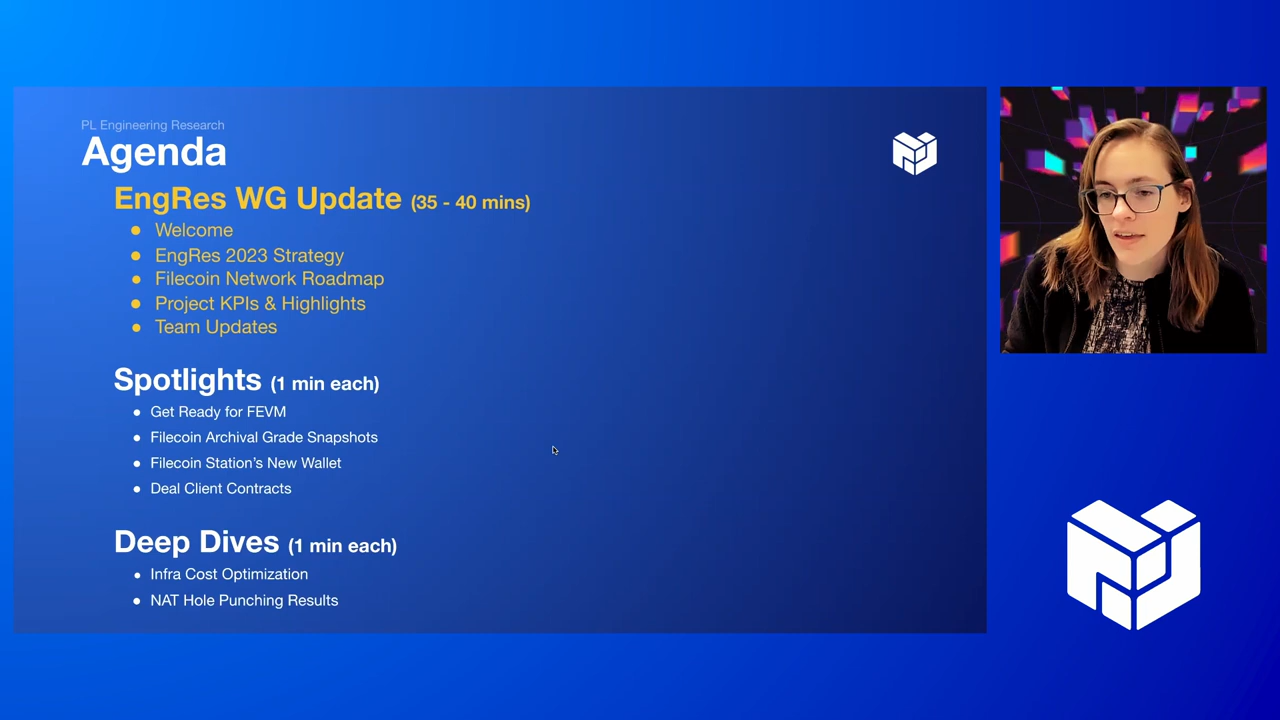 PL Engineering Research
Agenda
EngRes WG Update (35 - 40 mins)
● Welcome
● EngRes 2023 Strategy
● Filecoin Network Roadmap
● Project KPIs & Highlights
● Team Updates
Spotlights (1 min each)
● Get Ready for FEVM
● Filecoin Archival Grade Snapshots
● Filecoin Station’s New Wallet
● Deal Client Contracts
Deep Dives (1 min each)
● Infra Cost Optimization
● NAT Hole Punching Results